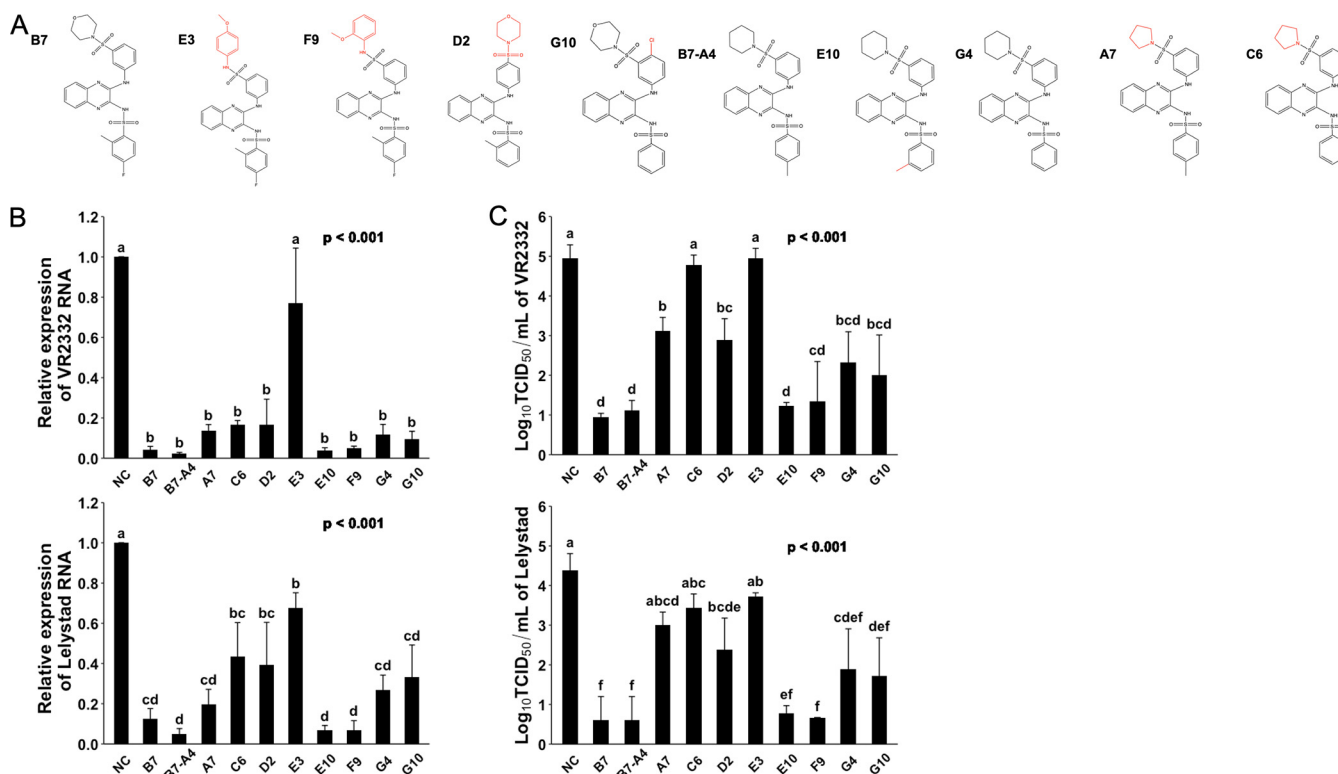 A
B7
E3
F9
D2
G10
B7-A4
E10
G4
A7
C6
B
Relative expression
of VR2332 RNA
1.2
1.0
0.8
0.6
0.4
0.2
0.0
p < 0.001
a
b
b
b
b
b
a
b
b
b
b
NC
B7
B7-A4
A7
C6
D2
E3
E10
F9
G4
G10
C
Log10TCID50/mL of VR2332
6
5
4
3
2
1
0
p < 0.001
a
d
d
b
a
bc
a
d
cd
bcd
bcd
NC
B7
B7-A4
A7
C6
D2
E3
E10
F9
G4
G10
Relative expression
of Lelystad RNA
1.2
1.0
0.8
0.6
0.4
0.2
0.0
p < 0.001
a
cd
d
cd
bc
bc
b
d
d
cd
cd
NC
B7
B7-A4
A7
C6
D2
E3
E10
F9
G4
G10
Log10TCID50/mL of Lelystad
6
5
4
3
2
1
0
p < 0.001
a
f
f
abcd
abc
bcde
ab
ef
f
cdef
def
NC
B7
B7-A4
A7
C6
D2
E3
E10
F9
G4
G10